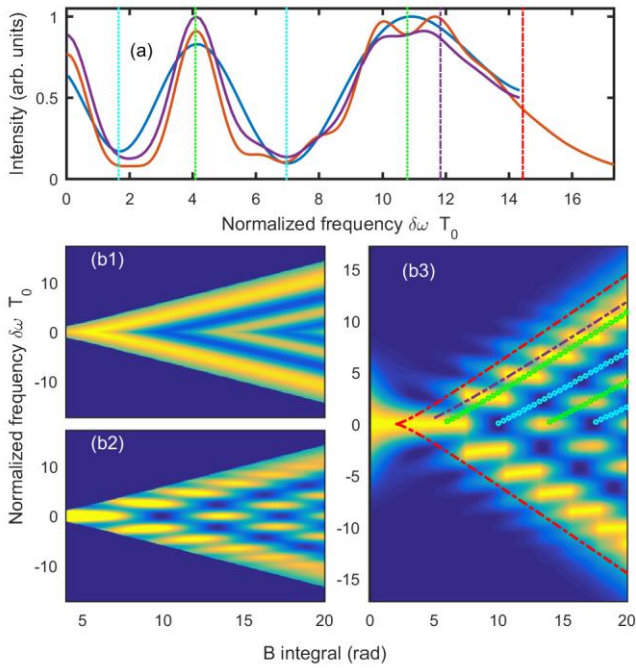 Intensity (arb. units)
1
0.5
0
(a)
0 2 4 6 8 10 12 14 16
Normalized frequency δω T₀
Normalized frequency δω T₀
(b1)
10
0
-10
(b2)
10
0
-10
5 10 15 20
(b3)
15
10
5
0
-5
-10
-15
0 5 10 15 20
B integral (rad)